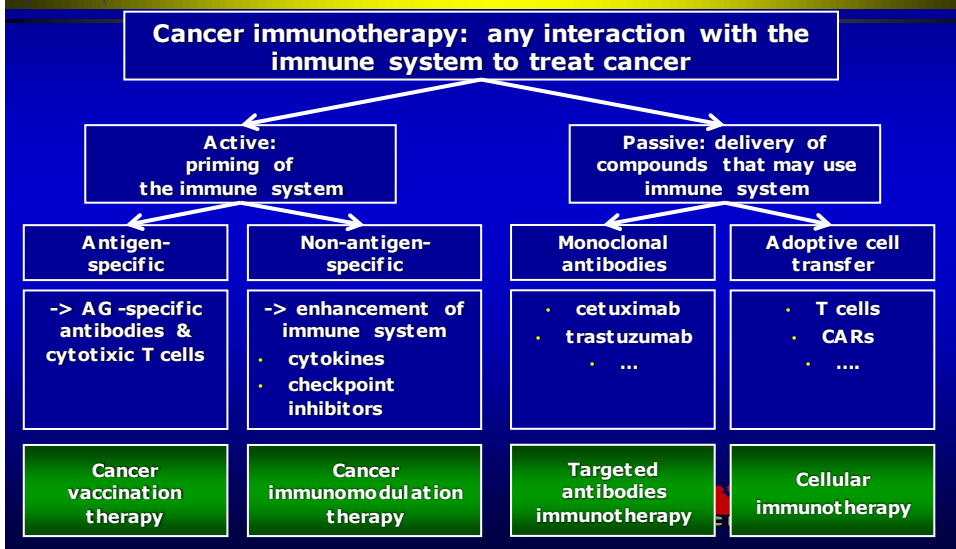 Cancer immunotherapy: any interaction with the
immune system to treat cancer
Active:
priming of
the immune system
Passive: delivery of
compounds that may use
immune system
Antigen-
specific
Non-antigen-
specific
Monoclonal
antibodies
Adoptive cell
transfer
-> AG -specific
antibodies &
cytotixic T cells
-> enhancement of
immune system
• cytokines
• checkpoint
inhibitors
• cetuximab
• trastuzumab
• ...
• T cells
• CARs
• ....
Cancer
vaccination
therapy
Cancer
immunomodulation
therapy
Targeted
antibodies
immunotherapy
Cellular
immunotherapy